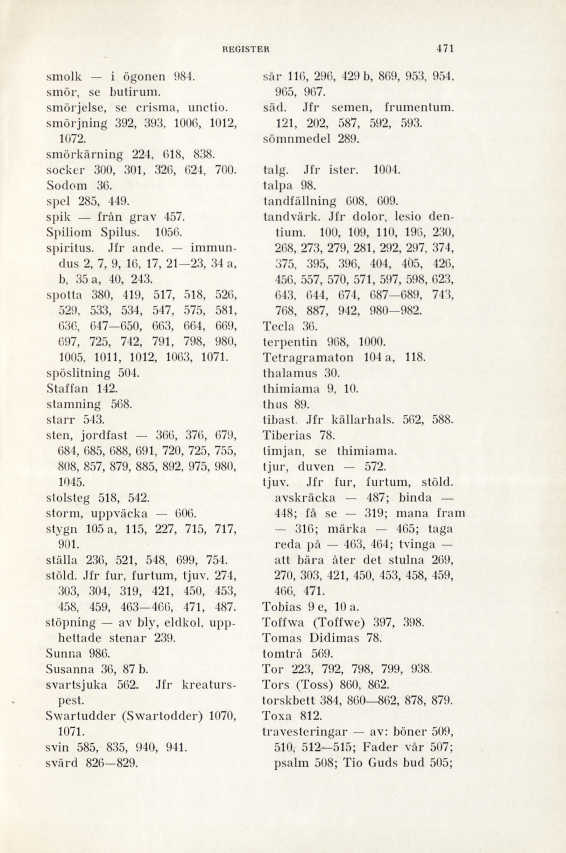 REGISTER 471
smolk — i ögonen 984.
smör, se butirum.
smörjelse, se crisma, unctio.
smörjning 392, 393, 1006, 1012,
1072.
smörkärning 224, 618, 838.
socker 300, 301, 326, 624, 700.
Sodom 36.
spel 285, 449.
spik — från grav 457.
Spiliom Spilus. 1056.
spiritus. Jfr ande. — immun-
dus 2, 7, 9, 16, 17, 21—23, 34 a,
b, 35 a, 40, 243.
spotta 380, 419, 517, 518, 526,
529, 533, 534, 547, 575, 581,
636, 647—650, 663, 664, 669,
697, 725, 742, 791, 798, 980,
1005, 1011, 1012, 1063, 1071.
spöslitning 504.
Staffan 142.
stamning 568.
starr 543.
sten, jordfast — 366, 376, 679,
684, 685, 688, 691, 720, 725, 755,
808, 857, 879, 885, 892, 975, 980,
1045.
stolsteg 518, 542.
storm, uppväcka — 606.
stygn 105 a, 115, 227, 715, 717,
901.
ställa 236, 521, 548, 699, 754.
stöld. Jfr fur, furtum, tjuv. 274,
303, 304, 319, 421, 450, 453,
458, 459, 463—466, 471, 487.
stöpning — av bly, eldkol, upp-
hettade stenar 239.
Sunna 986.
Susanna 36, 87 b.
svartsjuka 562. Jfr kreaturs-
pest.
Swartudder (Swartodder) 1070,
1071.
svin 585, 835, 940, 941.
svärd 826—829.
sår 116, 296, 429 b, 869, 953, 954,
965, 967.
säd. Jfr semen, frumentum.
121, 202, 587, 592, 593.
sömnmedel 289.
talg. Jfr ister. 1004.
talpa 98.
tandfällning 608, 609.
tandvärk. Jfr dolor, lesio den-
tium. 100, 109, 110, 196, 230,
268, 273, 279, 281, 292, 297, 374,
375, 395, 396, 404, 405, 426,
456, 557, 570, 571, 597, 598, 623,
643, 644, 674, 687—689, 743,
768, 887, 942, 980—982.
Tecla 36.
terpentin 968, 1000.
Tetragramaton 104 a, 118.
thalamus 30.
thimiama 9, 10.
thus 89.
tibast. Jfr källarhals. 562, 588.
Tiberias 78.
timjan, se thimiama.
tjur, duven — 572.
tjuv. Jfr fur, furtum, stöld.
avskräcka — 487; binda —
448; få se — 319; mana fram
— 316; märka — 465; taga
reda på — 463, 464; tvinga —
att bära åter det stulna 269,
270, 303, 421, 450, 453, 458, 459,
466, 471.
Tobias 9 e, 10 a.
Toffwa (Toffwe) 397, 398.
Tomas Didimas 78.
tomtrå 569.
Tor 223, 792, 798, 799, 938.
Tors (Toss) 860, 862.
torskbett 384, 860—862, 878, 879.
Toxa 812.
travesteringar — av: böner 509,
510, 512—515; Fader vår 507;
psalm 508; Tio Guds bud 505;